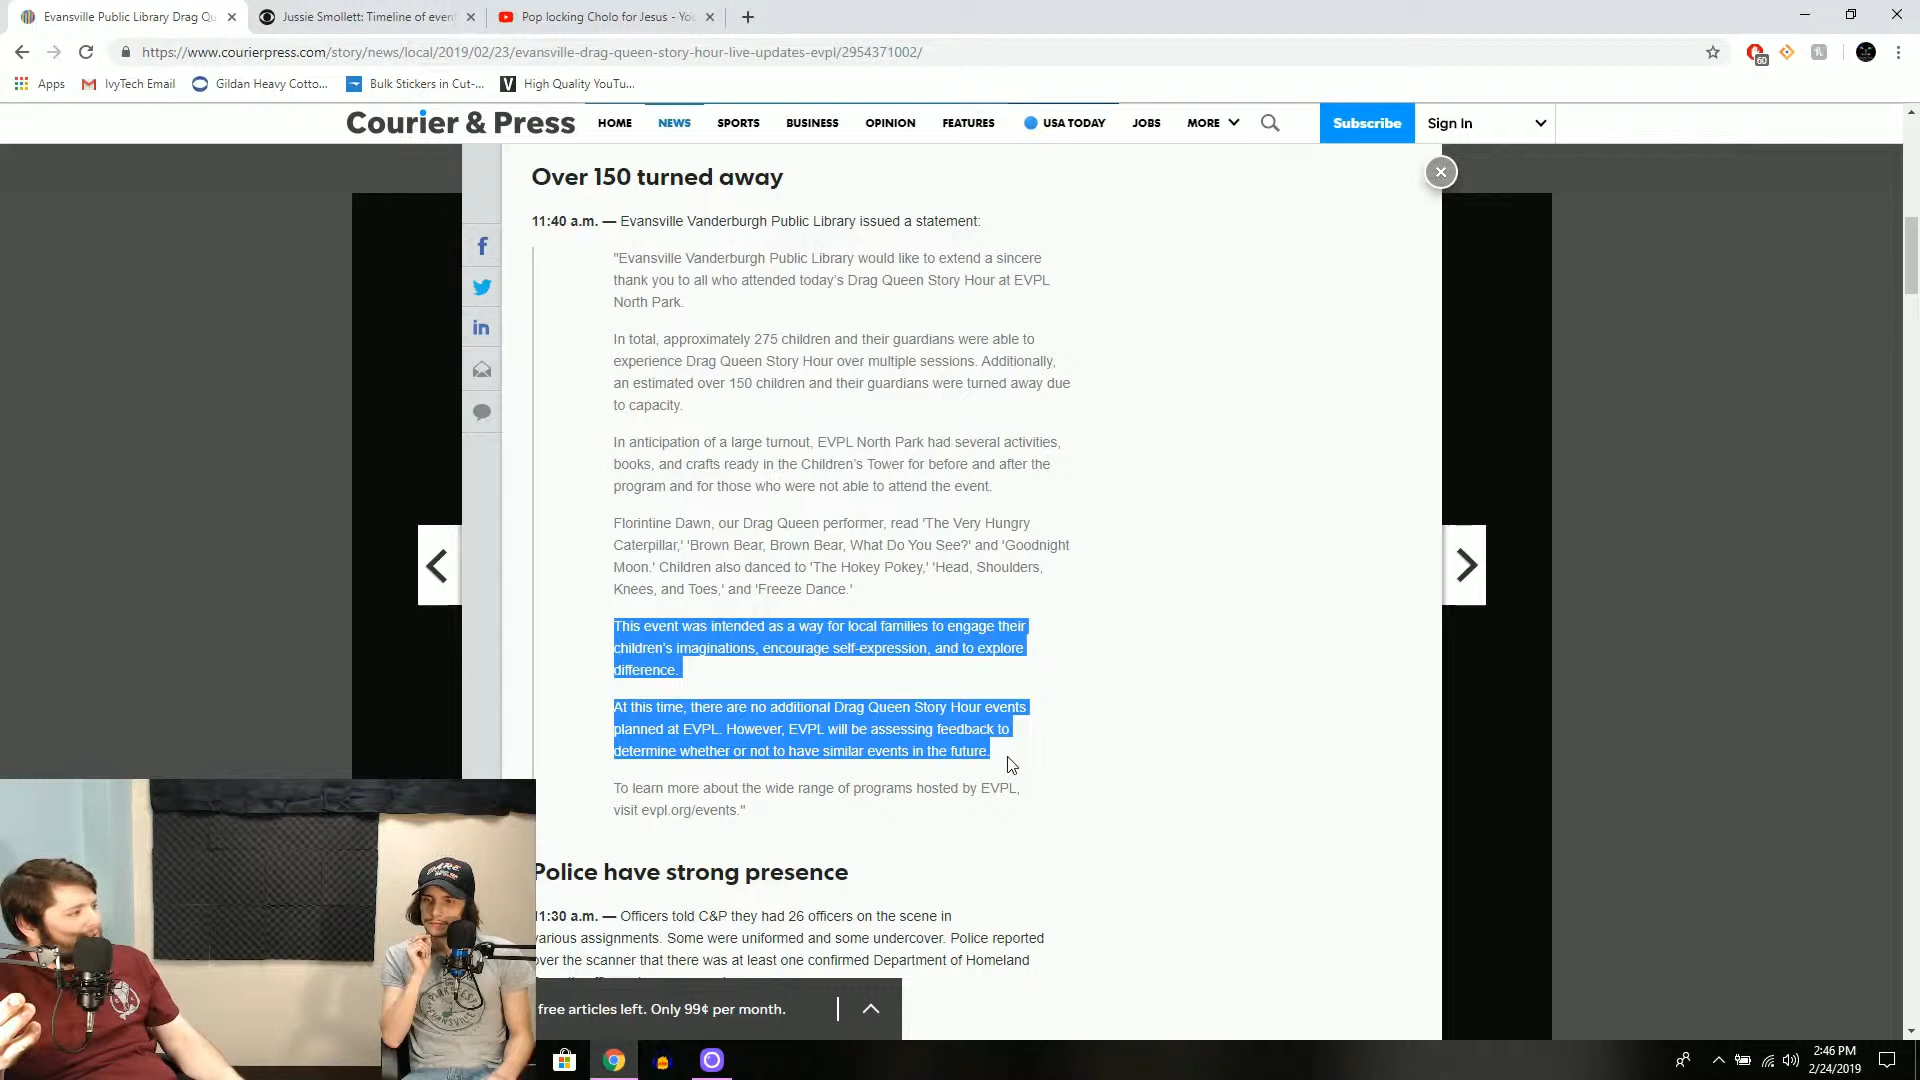 Evansville Public Library Drag Qu
Jussie Smollett: Timeline of event
Pop locking Cholo for Jesus - You
https://www.courierpress.com/story/news/local/2019/02/23/evansville-drag-queen-story-hour-live-updates-evpl/2954371002/
60
Apps
IvyTech Email
Gildan Heavy Cotto...
Bulk Stickers in Cut-...
High Quality YouTu...
Courier & Press
HOME
NEWS
SPORTS
BUSINESS
OPINION
FEATURES
USA TODAY
JOBS
MORE
Subscribe
Sign In
Over 150 turned away
11:40 a.m. — Evansville Vanderburgh Public Library issued a statement:
"Evansville Vanderburgh Public Library would like to extend a sincere
thank you to all who attended today's Drag Queen Story Hour at EVPL
North Park.
In total, approximately 275 children and their guardians were able to
experience Drag Queen Story Hour over multiple sessions. Additionally,
an estimated over 150 children and their guardians were turned away due
to capacity.
In anticipation of a large turnout, EVPL North Park had several activities,
books, and crafts ready in the Children's Tower for before and after the
program and for those who were not able to attend the event.
Florintine Dawn, our Drag Queen performer, read 'The Very Hungry
Caterpillar,' 'Brown Bear, Brown Bear, What Do You See?' and 'Goodnight
Moon.' Children also danced to 'The Hokey Pokey,' 'Head, Shoulders,
Knees, and Toes,' and 'Freeze Dance.'
This event was intended as a way for local families to engage their
children's imaginations, encourage self-expression, and to explore
difference.
At this time, there are no additional Drag Queen Story Hour events
planned at EVPL. However, EVPL will be assessing feedback to
determine whether or not to have similar events in the future.
To learn more about the wide range of programs hosted by EVPL,
visit evpl.org/events."
Police have strong presence
11:30 a.m. — Officers told C&P they had 26 officers on the scene in
various assignments. Some were uniformed and some undercover. Police reported
over the scanner that there was at least one confirmed Department of Homeland
free articles left. Only 99¢ per month.
2:46 PM
2/24/2019